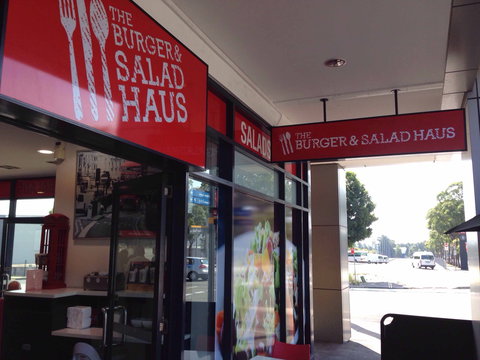 THE
BURGER &
SALAD
HAUS
SALADS
THE BURGER & SALAD HAUS